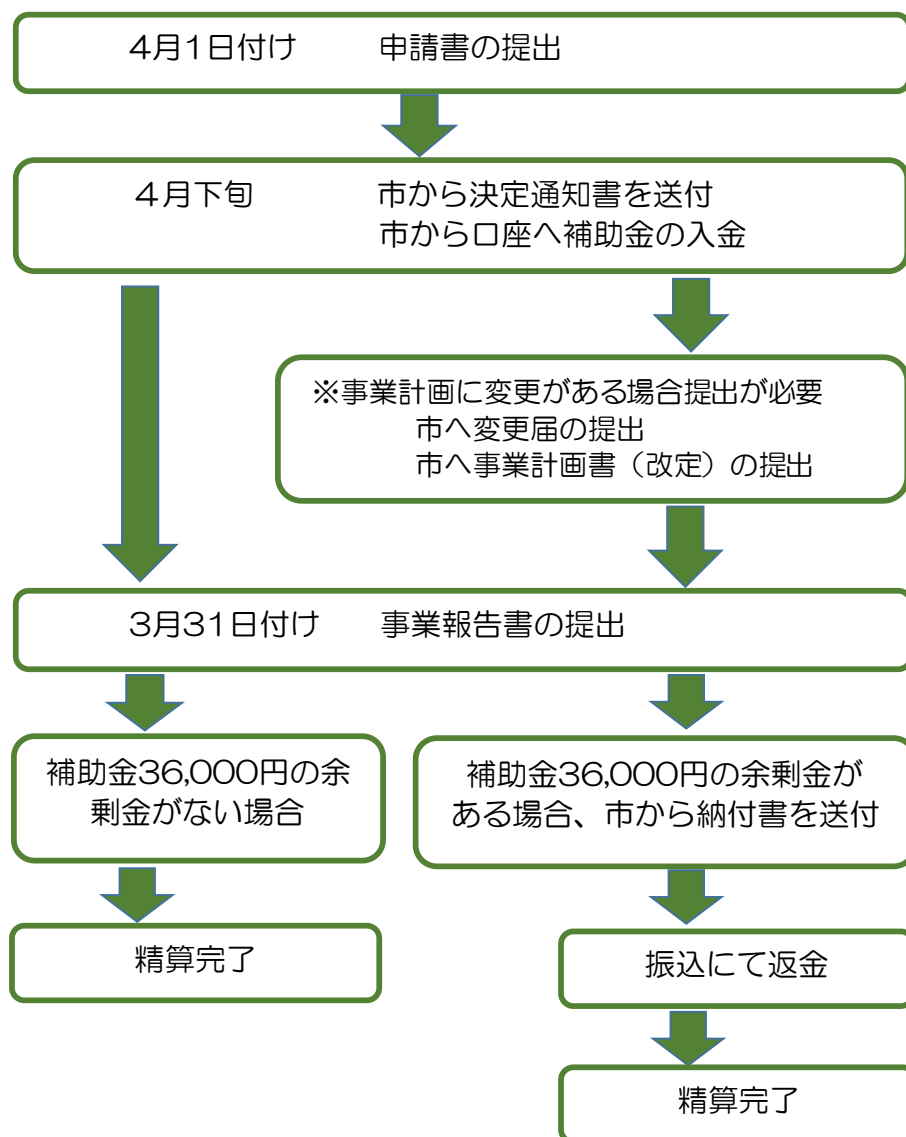 4月1日付け 申請書の提出
4月下旬 市から決定通知書を送付
市から口座へ補助金の入金
※事業計画に変更がある場合提出が必要
市へ変更届の提出
市へ事業計画書（改定）の提出
3月31日付け 事業報告書の提出
補助金36,000円の余
剰金がない場合
補助金36,000円の余剰金が
ある場合、市から納付書を送付
精算完了
振込にて返金
精算完了